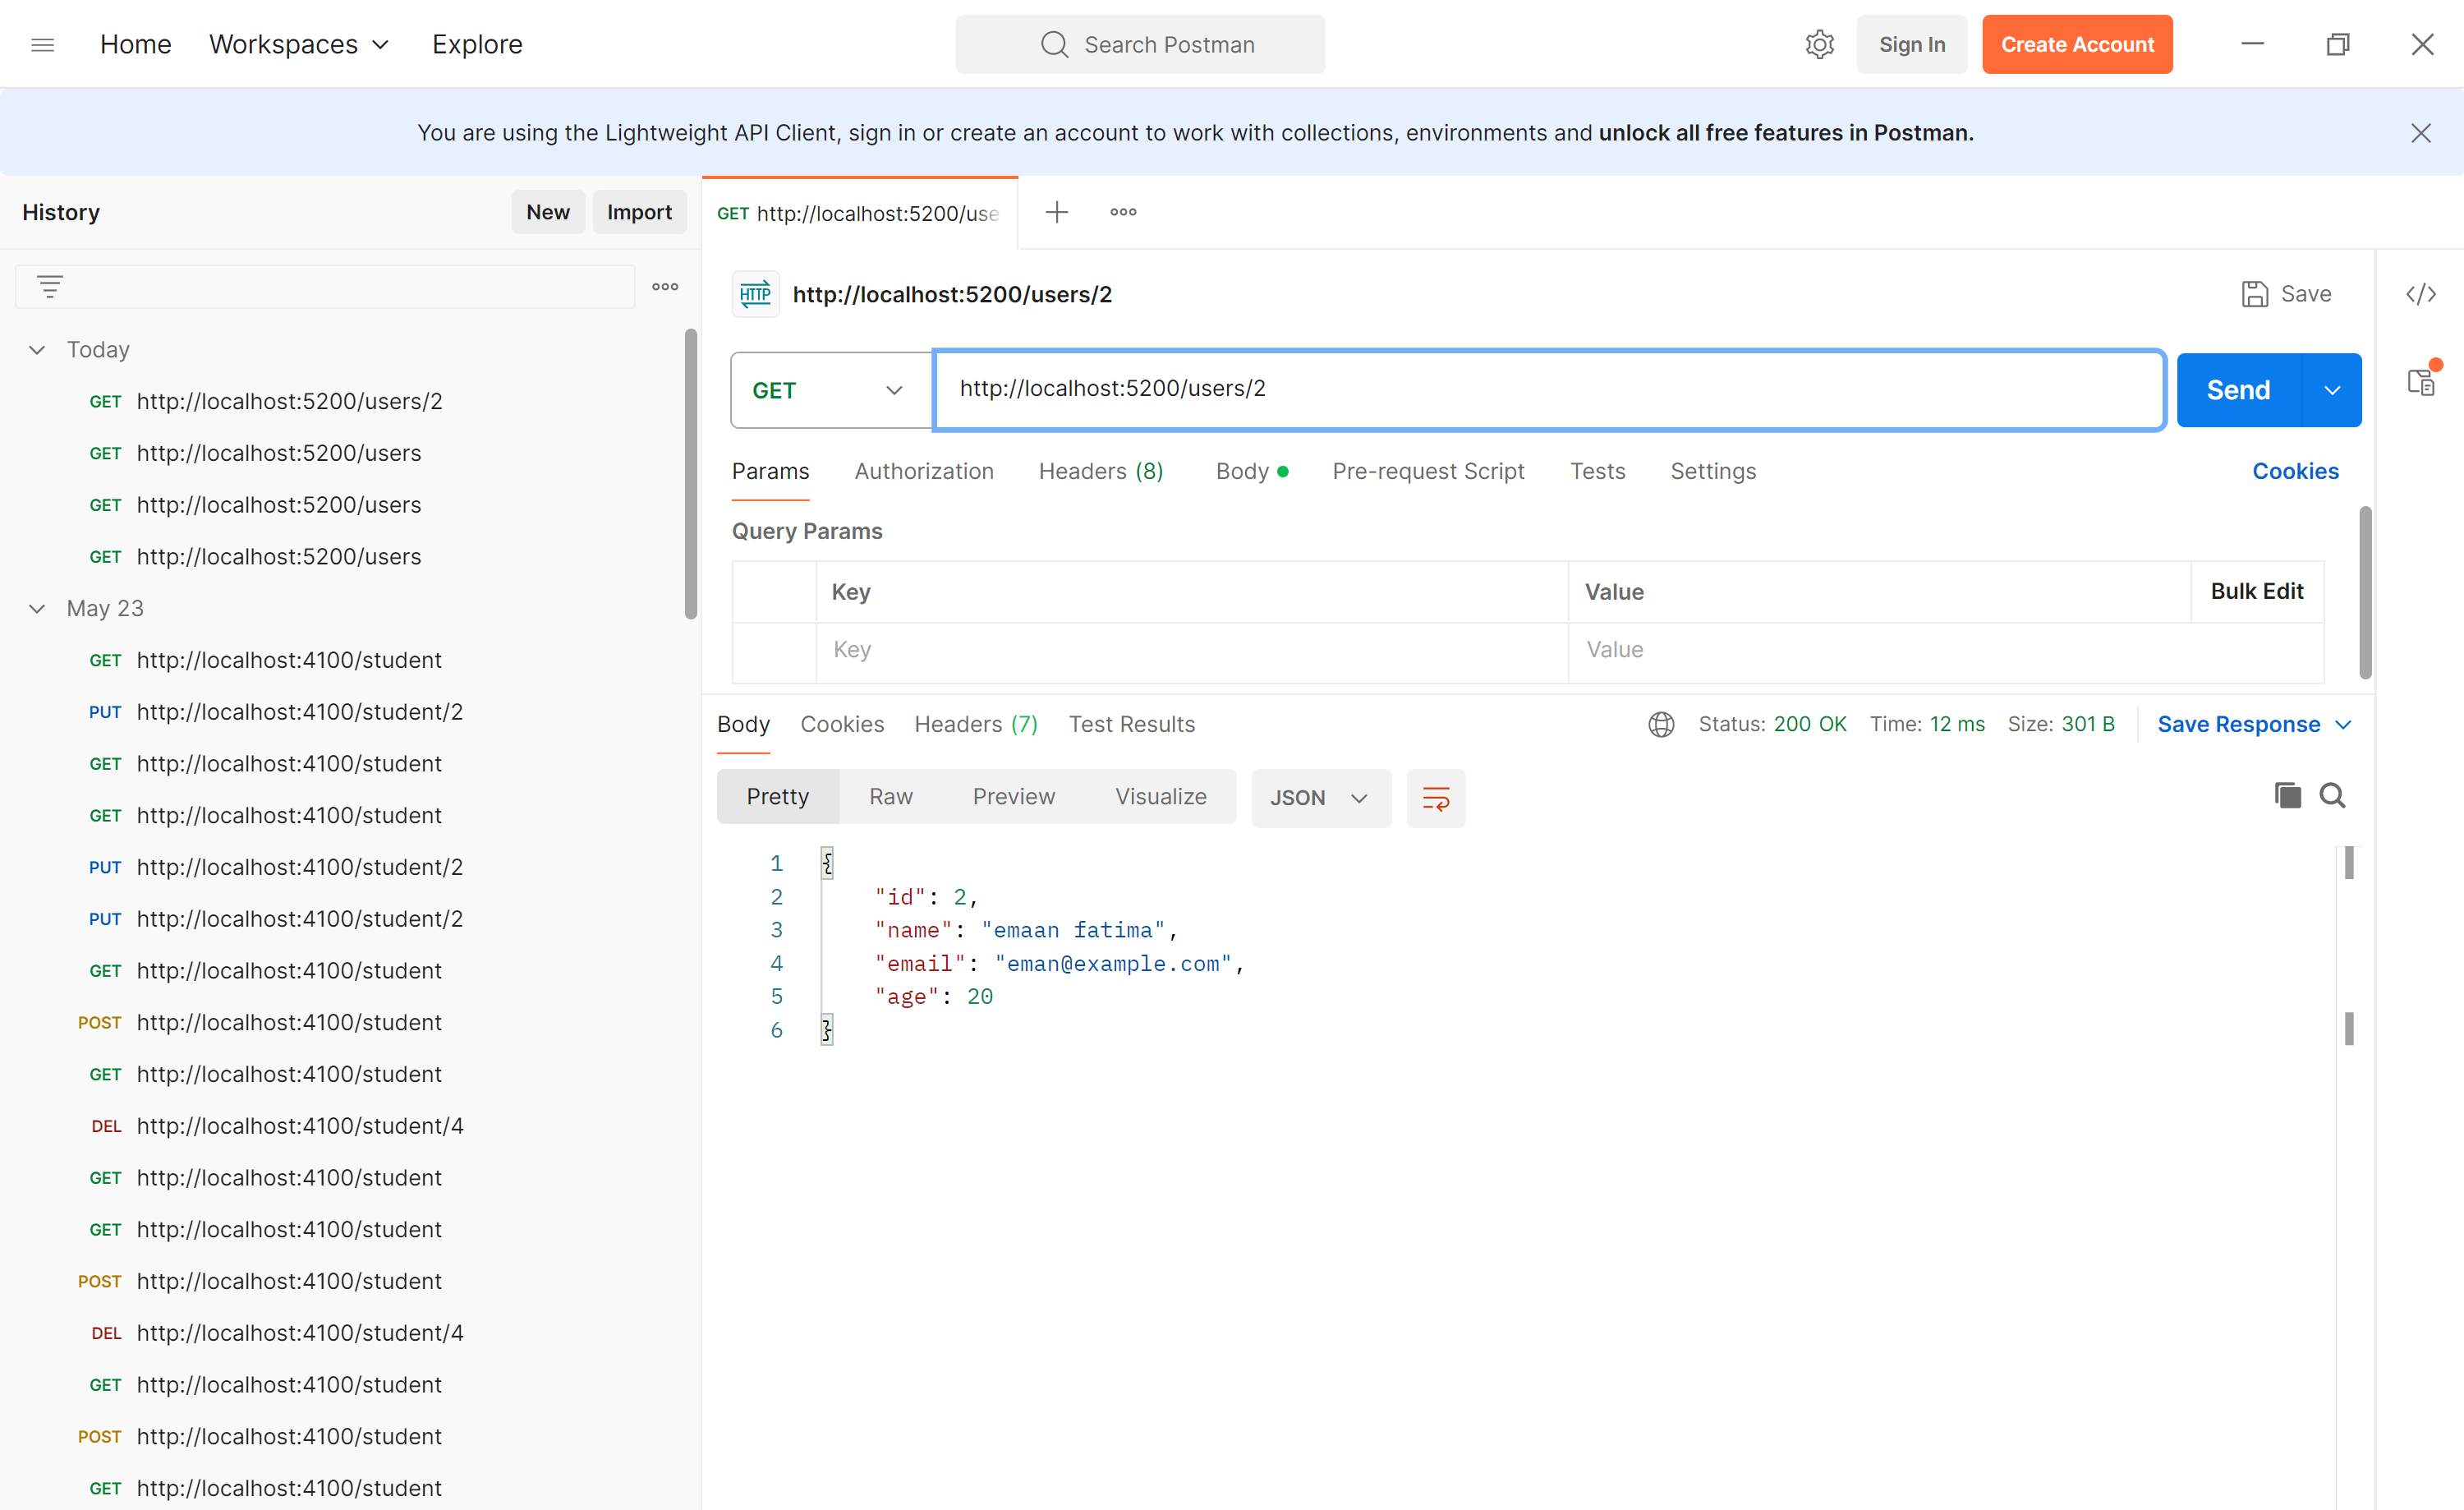 Home Workspaces Explore Search Postman Sign In Create Account
You are using the Lightweight API Client, sign in or create an account to work with collections, environments and unlock all free features in Postman.
History New Import
Today
GET http://localhost:5200/users/2
GET http://localhost:5200/users
GET http://localhost:5200/users
GET http://localhost:5200/users
May 23
GET http://localhost:4100/student
PUT http://localhost:4100/student/2
GET http://localhost:4100/student
GET http://localhost:4100/student
PUT http://localhost:4100/student/2
PUT http://localhost:4100/student/2
GET http://localhost:4100/student
POST http://localhost:4100/student
GET http://localhost:4100/student
DEL http://localhost:4100/student/4
GET http://localhost:4100/student
GET http://localhost:4100/student
POST http://localhost:4100/student
DEL http://localhost:4100/student/4
GET http://localhost:4100/student
POST http://localhost:4100/student
GET http://localhost:4100/student
GET http://localhost:5200/use
HTTP http://localhost:5200/users/2 Save
GET http://localhost:5200/users/2 Send
Params Authorization Headers (8) Body Pre-request Script Tests Settings Cookies
Query Params
Key Value Bulk Edit
Key Value
Body Cookies Headers (7) Test Results Status: 200 OK Time: 12 ms Size: 301 B Save Response
Pretty Raw Preview Visualize JSON
1 {
2 "id": 2,
3 "name": "emaan fatima",
4 "email": "eman@example.com",
5 "age": 20
6 }